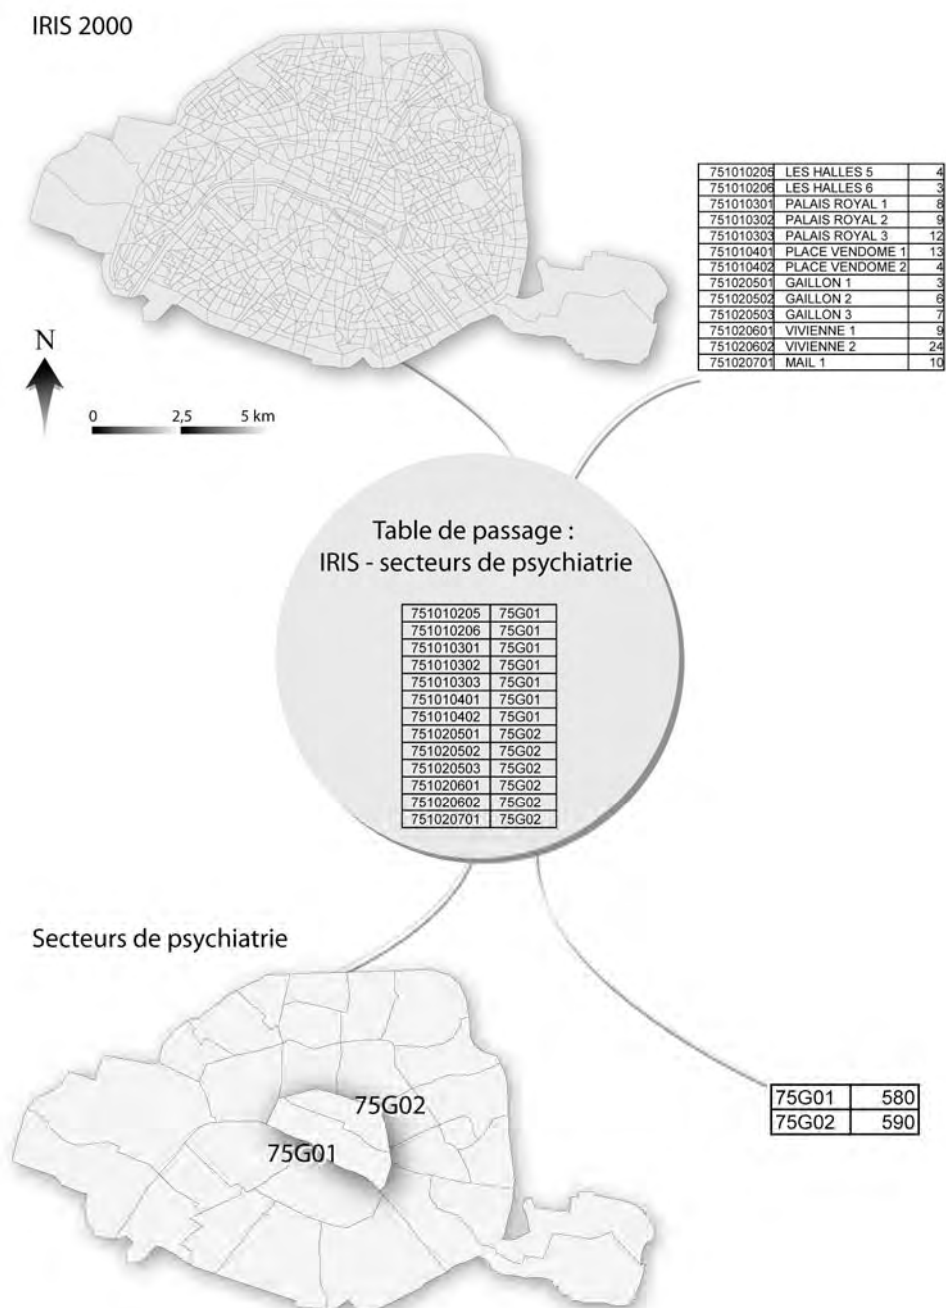 IRIS 2000
751010205 LES HALLES 5 4
751010206 LES HALLES 6 3
751010301 PALAIS ROYAL 1 8
751010302 PALAIS ROYAL 2 9
751010303 PALAIS ROYAL 3 12
751010401 PLACE VENDOME 1 13
751010402 PLACE VENDOME 2 4
751020501 GAILLON 1 3
751020502 GAILLON 2 6
751020503 GAILLON 3 7
751020601 VIVIENNE 1 9
751020602 VIVIENNE 2 24
751020701 MAIL 1 10
N
0 2,5 5 km
Table de passage :
IRIS - secteurs de psychiatrie
751010205 75G01
751010206 75G01
751010301 75G01
751010302 75G01
751010303 75G01
751010401 75G01
751010402 75G01
751020501 75G02
751020502 75G02
751020503 75G02
751020601 75G02
751020602 75G02
751020701 75G02
Secteurs de psychiatrie
75G02
75G01
75G01 580
75G02 590